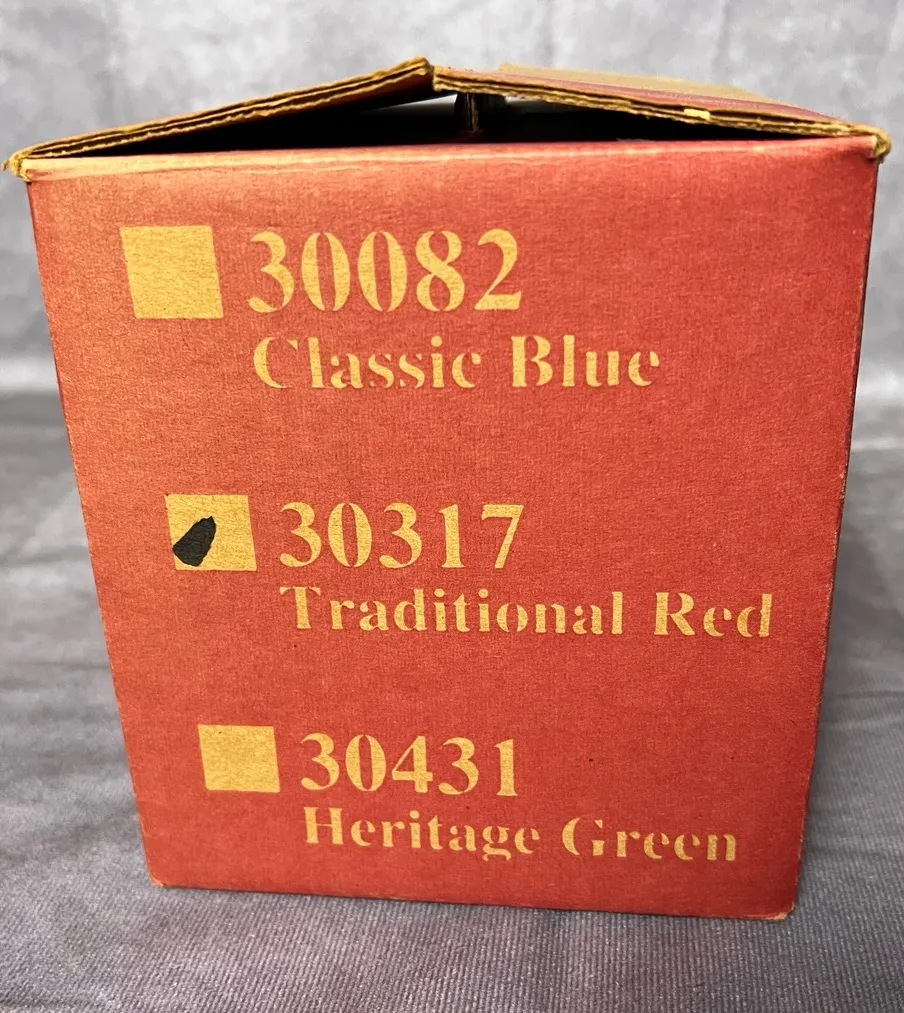 30082
Classic Blue
30317
Traditional Red
30431
Heritage Green